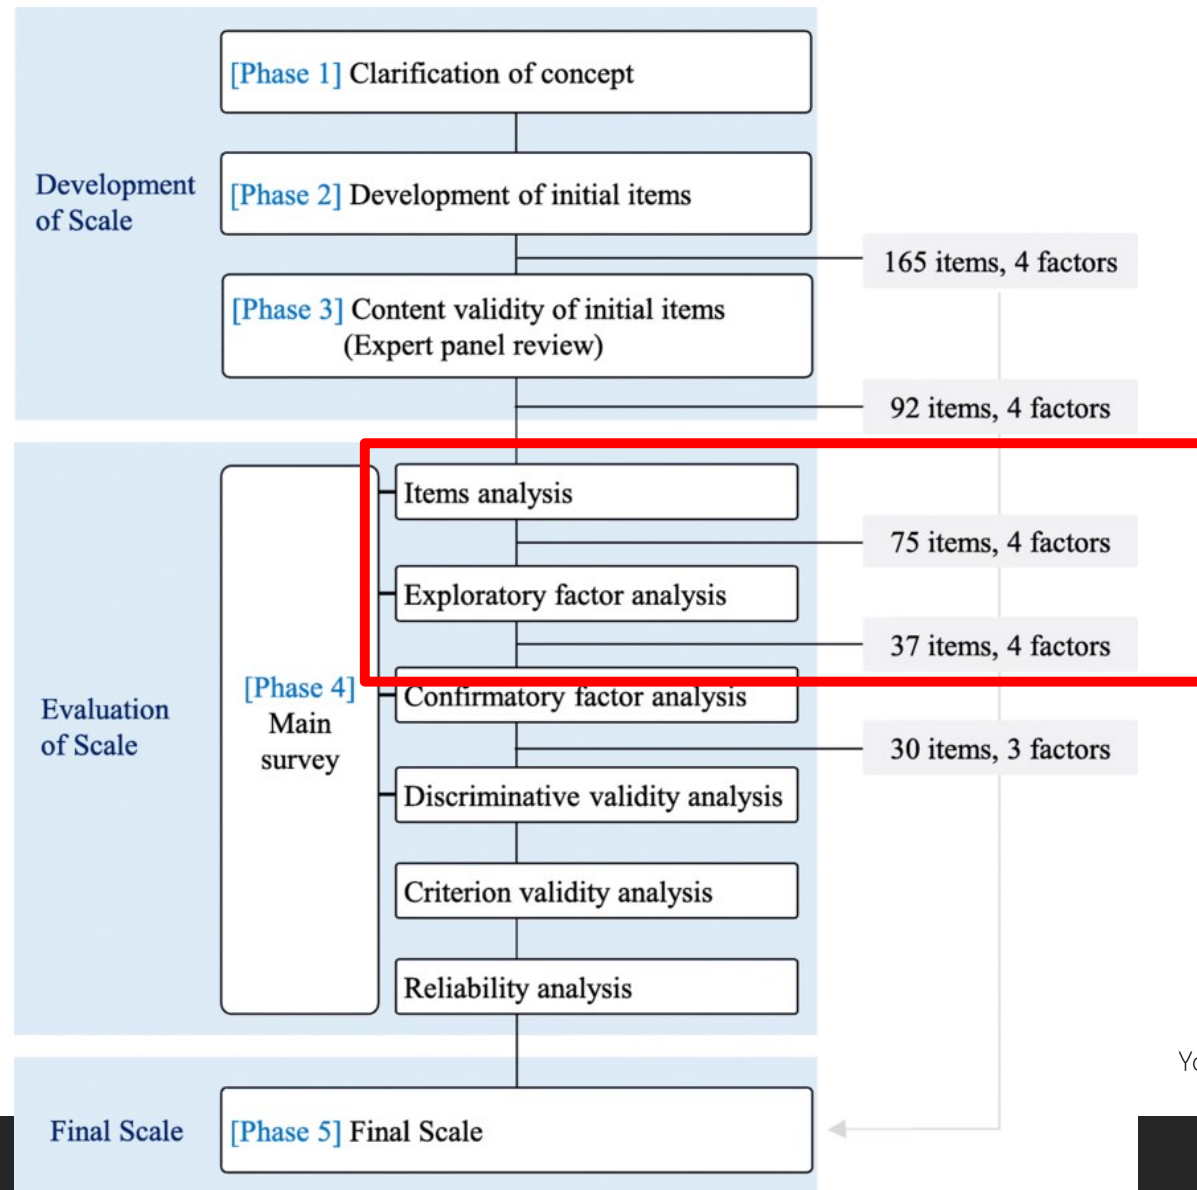 [Phase 1] Clarification of concept
Development
of Scale
[Phase 2] Development of initial items
165 items, 4 factors
[Phase 3] Content validity of initial items
(Expert panel review)
92 items, 4 factors
Items analysis
75 items, 4 factors
Exploratory factor analysis
37 items, 4 factors
Evaluation
of Scale
[Phase 4]
Main
survey
Confirmatory factor analysis
30 items, 3 factors
Discriminative validity analysis
Criterion validity analysis
Reliability analysis
Final Scale
[Phase 5] Final Scale